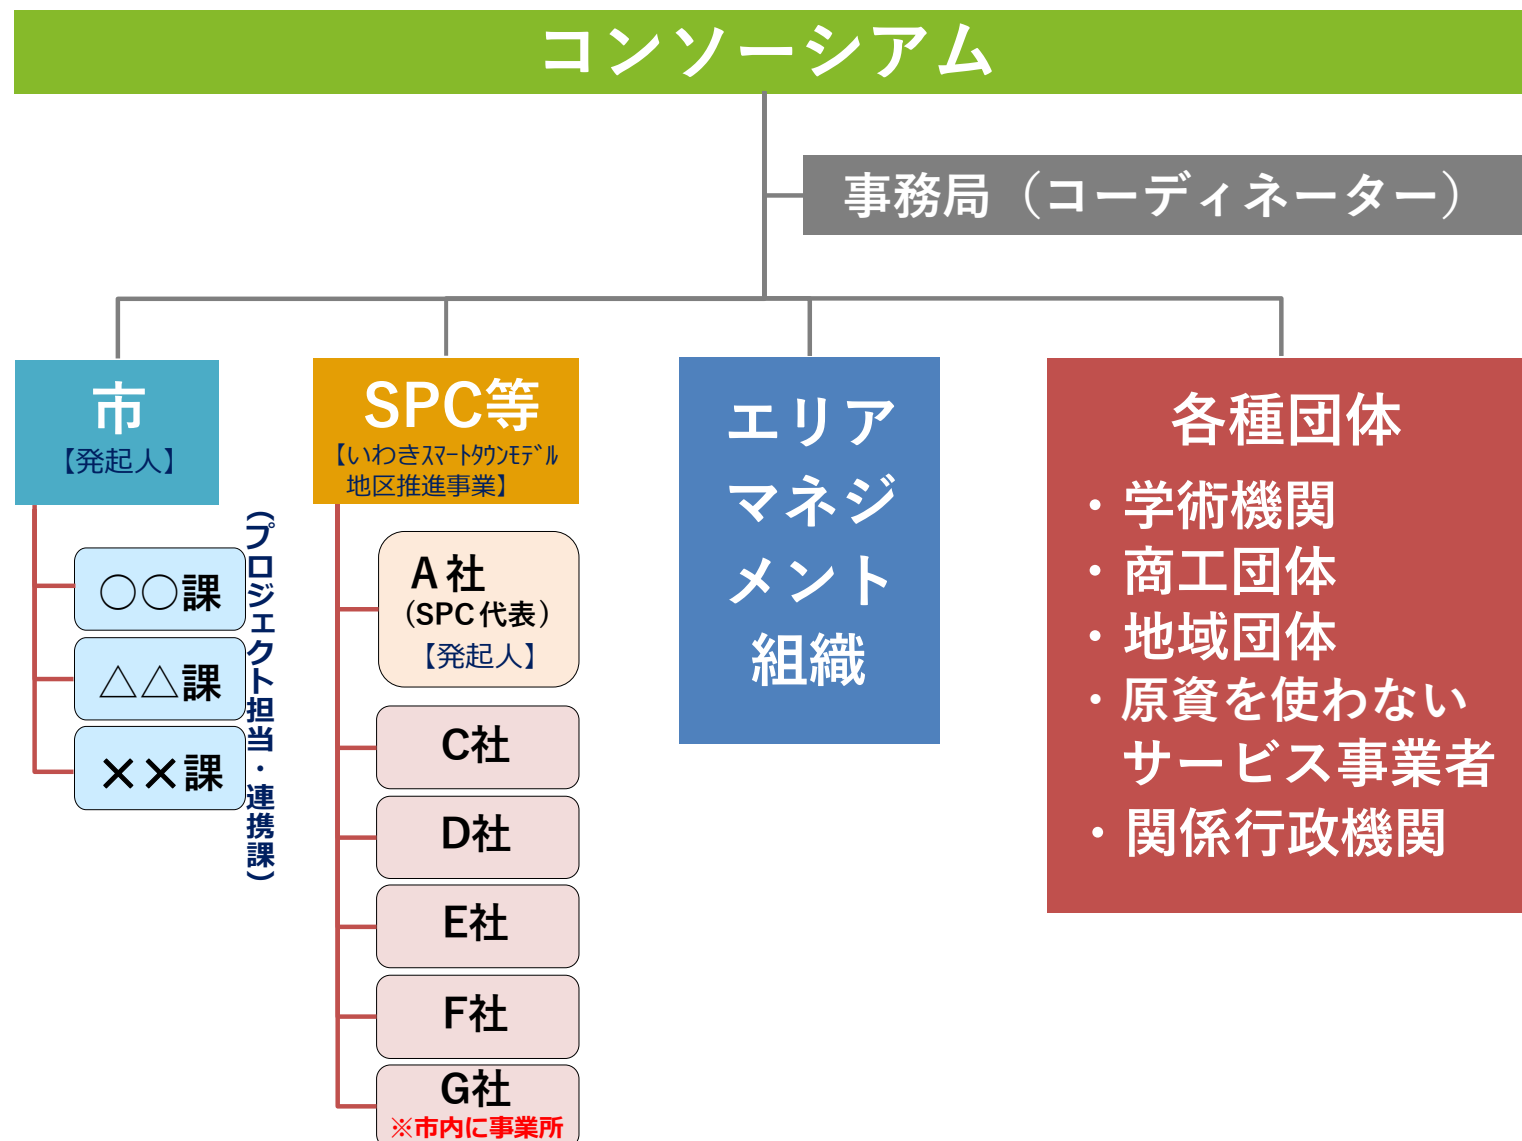 コンソーシアム
事務局（コーディネーター）
市
【発起人】
○○課
△△課
××課
（プロジェクト担当・連携課）
SPC等
【いわきｽﾏｰﾄﾀｳﾝﾓﾃﾞﾙ
地区推進事業】
A社
（SPC代表）
【発起人】
C社
D社
E社
F社
G社
※市内に事業所
エリア
マネジ
メント
組織
各種団体
・学術機関
・商工団体
・地域団体
・原資を使わない
サービス事業者
・関係行政機関